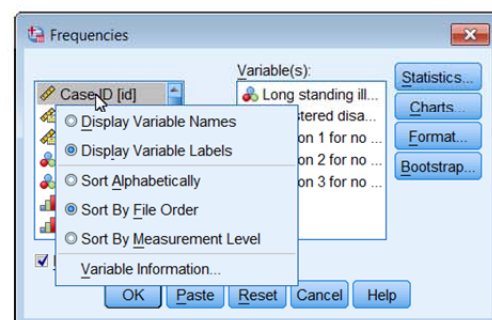 Frequencies
Variable(s):
Case ID [id]
Long standing ill...
Statistics...
Display Variable Names
stered disa...
Charts...
Display Variable Labels
on 1 for no ...
Format...
Sort Alphabetically
on 2 for no ...
Bootstrap...
Sort By File Order
on 3 for no ...
Sort By Measurement Level
Variable Information...
OK Paste Reset Cancel Help